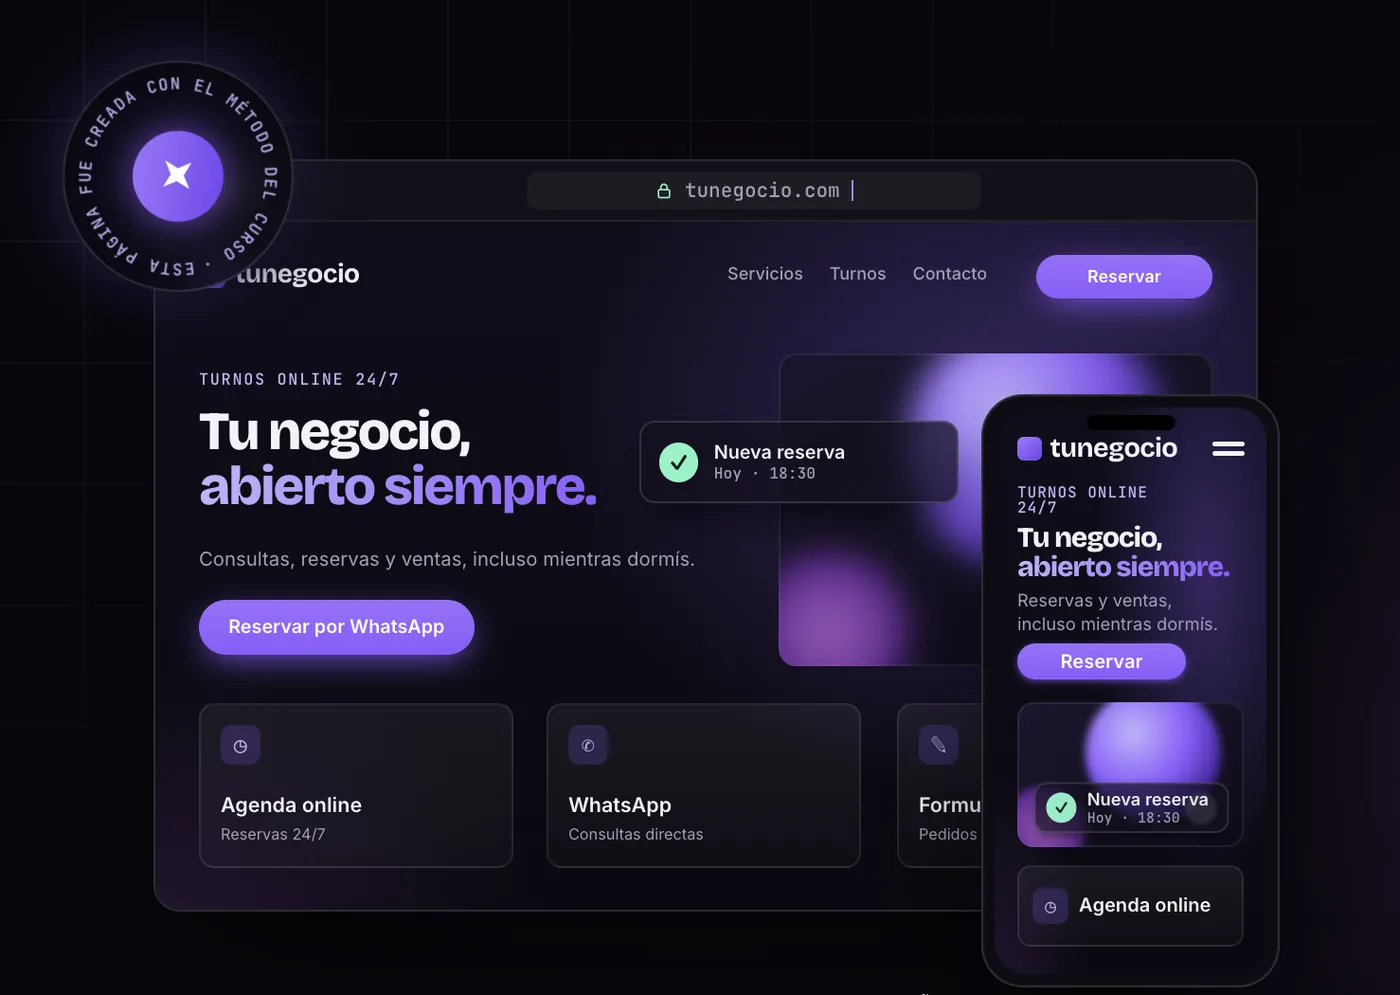 ESTA PÁGINA FUE CREADA CON EL MÉTODO DEL CURSO ·
tunegocio.com
tunegocio
Servicios
Turnos
Contacto
Reservar
TURNOS ONLINE 24/7
Tu negocio,
abierto siempre.
Nueva reserva
Hoy · 18:30
Consultas, reservas y ventas, incluso mientras dormís.
Reservar por WhatsApp
Agenda online
Reservas 24/7
WhatsApp
Consultas directas
Formu
Pedidos
tunegocio
TURNOS ONLINE
24/7
Tu negocio,
abierto siempre.
Reservas y ventas,
incluso mientras dormís.
Reservar
Nueva reserva
Hoy · 18:30
Agenda online